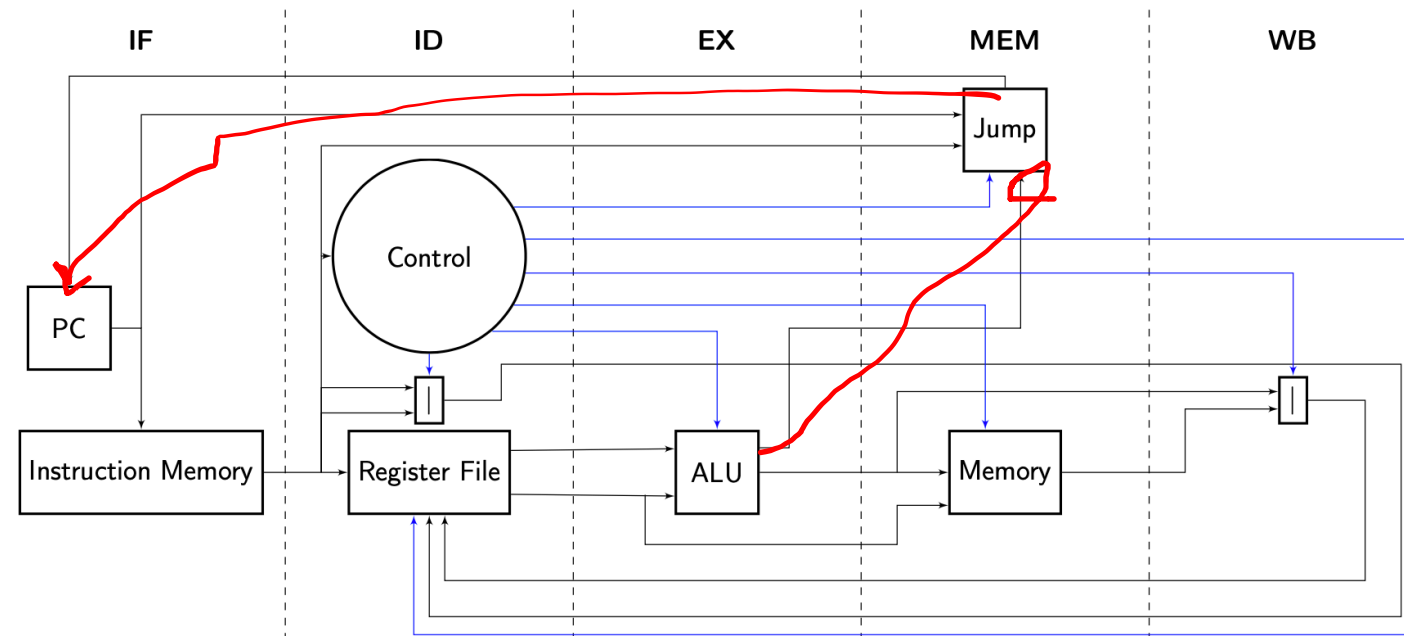 IF ID EX MEM WB
Jump
Control
PC
Instruction Memory Register File ALU Memory